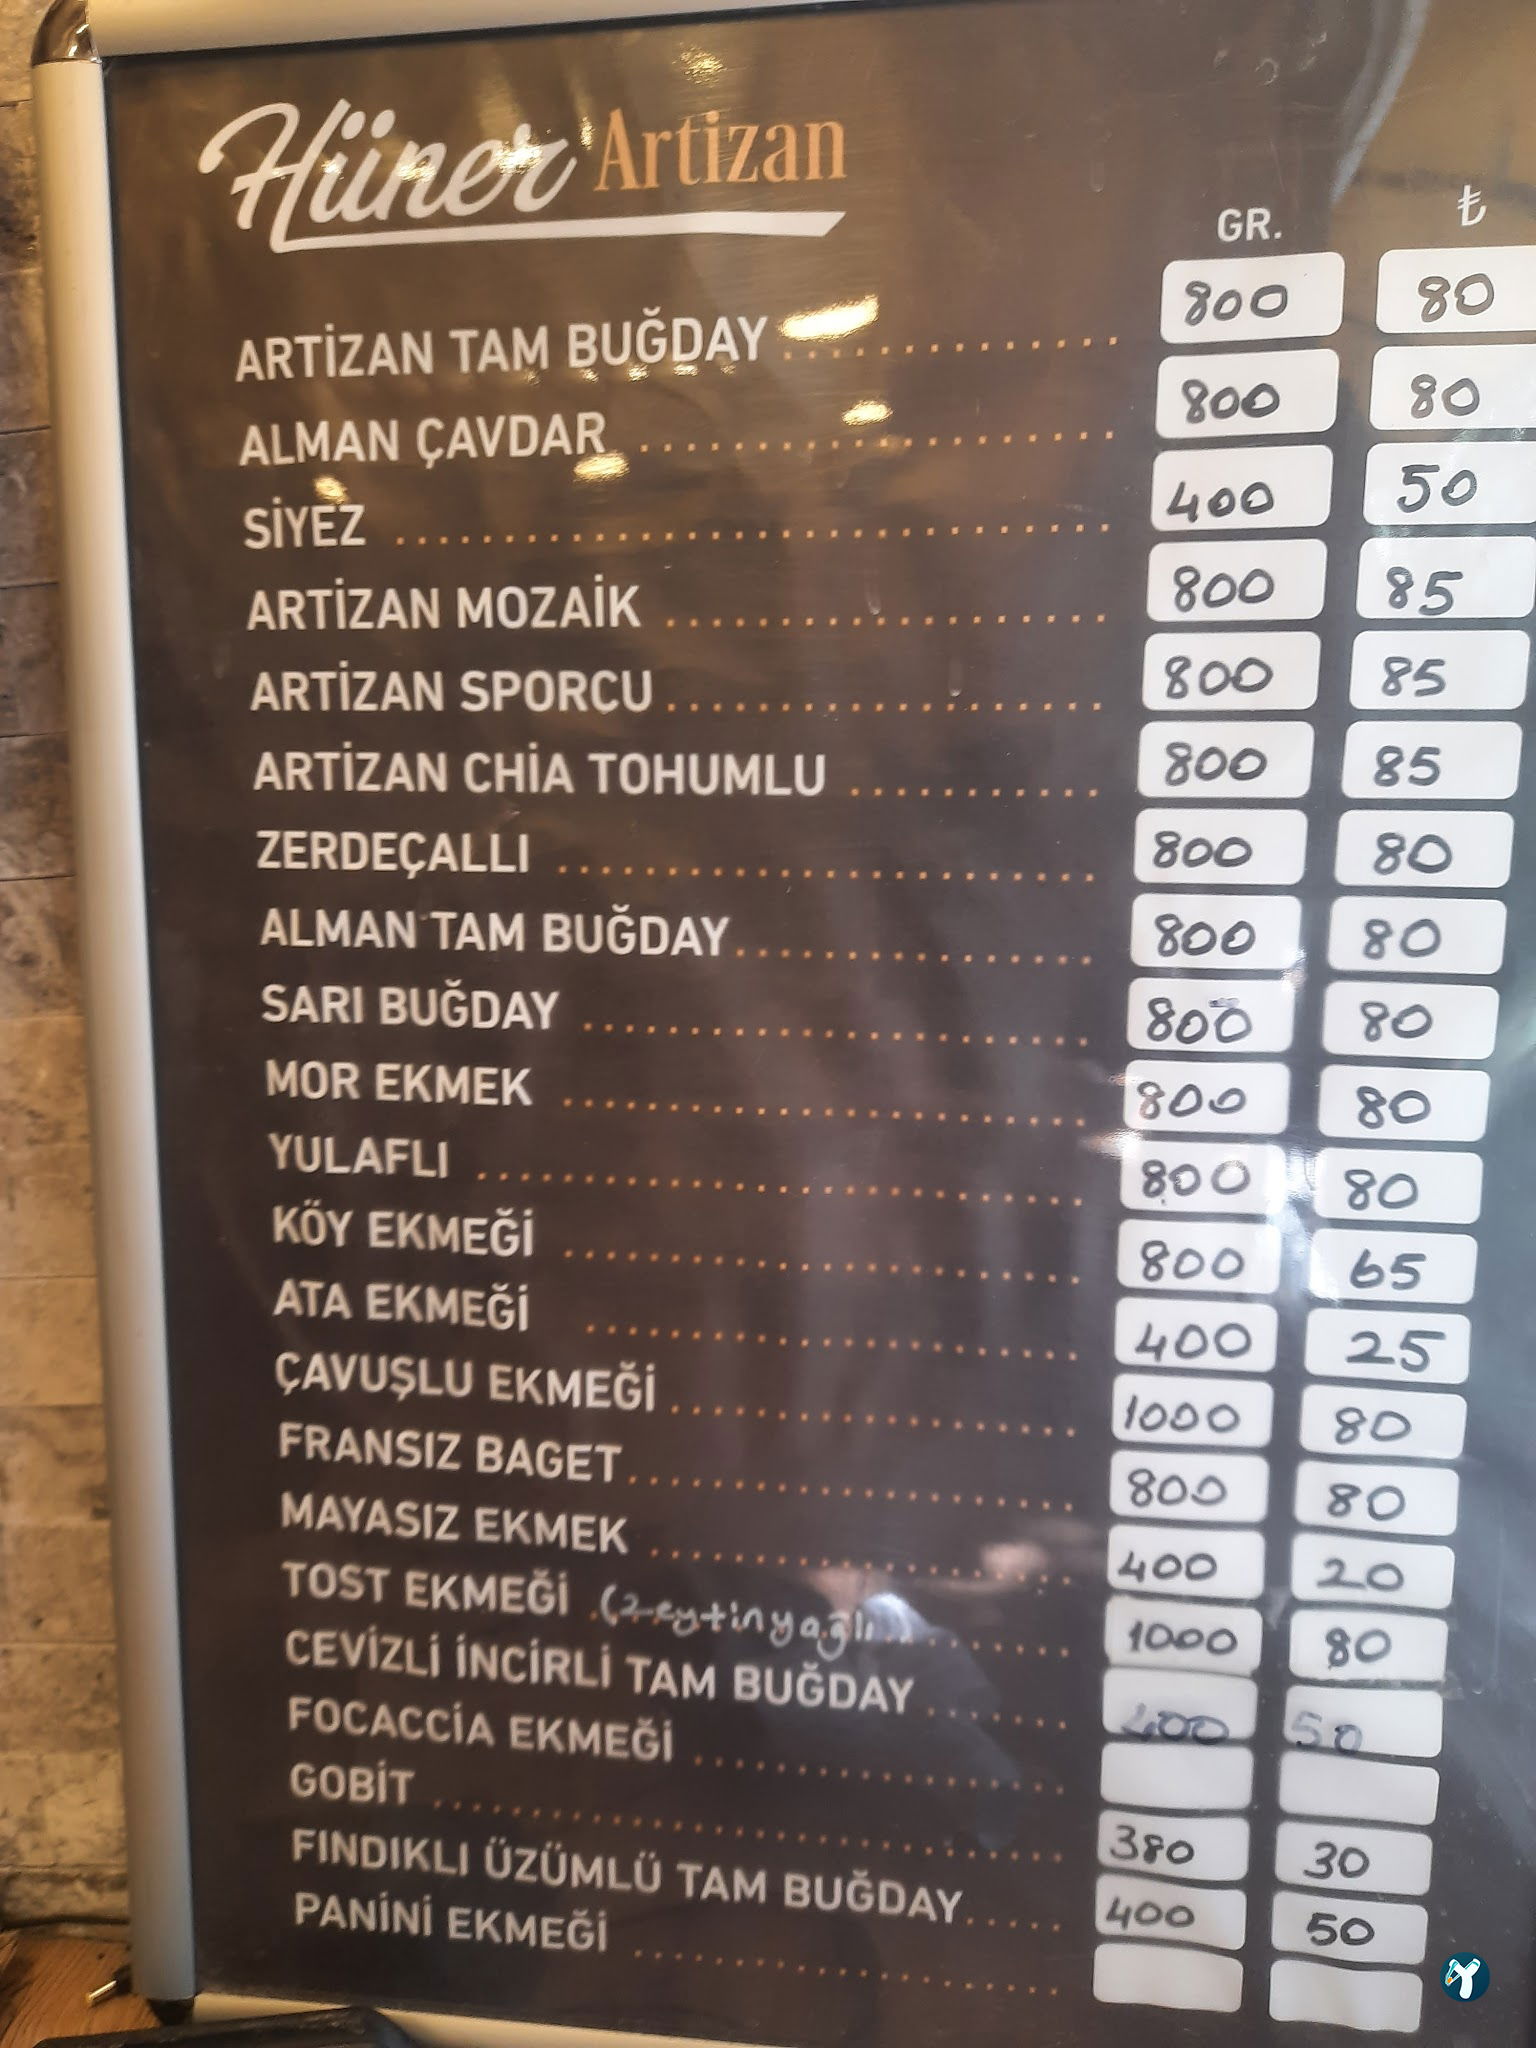 Hüner Artizan
GR. ₺
ARTİZAN TAM BUĞDAY 800 80
ALMAN ÇAVDAR 800 80
SİYEZ 400 50
ARTİZAN MOZAİK 800 85
ARTİZAN SPORCU 800 85
ARTİZAN CHİA TOHUMLU 800 85
ZERDEÇALLI 800 80
ALMAN TAM BUĞDAY 800 80
SARI BUĞDAY 800 80
MOR EKMEK 800 80
YULAFLI 800 80
KÖY EKMEĞİ 800 65
ATA EKMEĞİ 400 25
ÇAVUŞLU EKMEĞİ 1000 80
FRANSIZ BAGET 800 80
MAYASIZ EKMEK 400 20
TOST EKMEĞİ (zeytinyağlı) 1000 80
CEVİZLİ İNCİRLİ TAM BUĞDAY 400 50
FOCACCİA EKMEĞİ
GOBİT 380 30
FINDIKLI ÜZÜMLÜ TAM BUĞDAY 400 50
PANİNİ EKMEĞİ